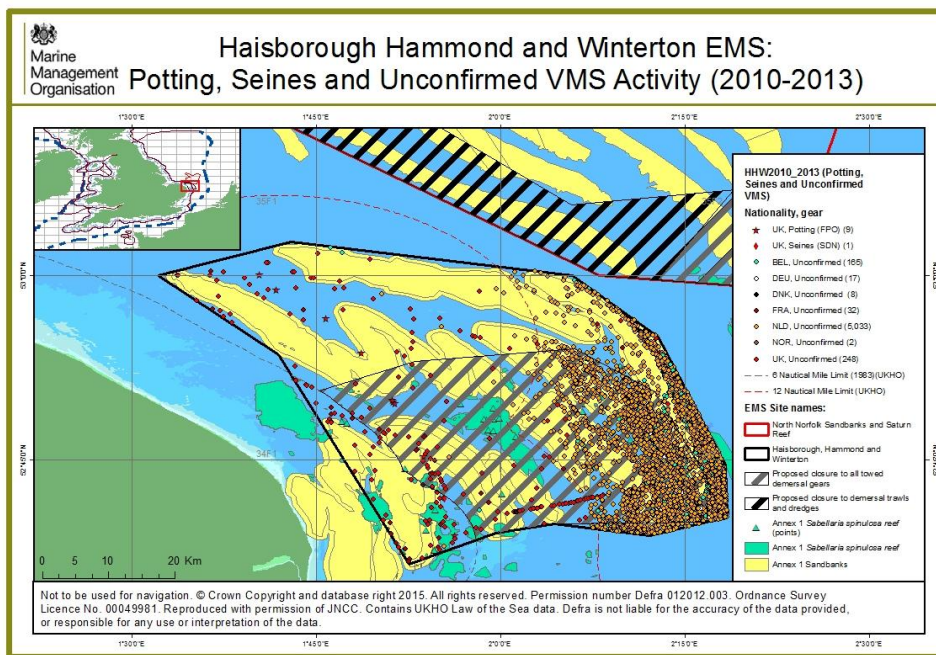 Marine
Management
Organisation
Haisborough Hammond and Winterton EMS:
Potting, Seines and Unconfirmed VMS Activity (2010-2013)
1°30'0"E
1°45'0"E
2°0'0"E
2°15'0"E
2°30'0"E
35F1
34F1
53°0'0"N
52°45'0"N
HHW2010_2013 (Potting,
Seines and Unconfirmed
VMS)
Nationality, gear
UK, Potting (FPO) (9)
UK, Seines (SDN) (1)
BEL, Unconfirmed (165)
DEU, Unconfirmed (17)
DNK, Unconfirmed (8)
FRA, Unconfirmed (32)
NLD, Unconfirmed (5,033)
NOR, Unconfirmed (2)
UK, Unconfirmed (248)
6 Nautical Mile Limit (1983)(UKHO)
12 Nautical Mile Limit (UKHO)
EMS Site names:
North Norfolk Sandbanks and Saturn
Reef
Haisborough, Hammond and
Winterton
Proposed closure to all towed
demersal gears
Proposed closure to demersal trawls
and dredges
Annex 1 Sabellaria spinulosa reef
(points)
Annex 1 Sabellaria spinulosa reef
Annex 1 Sandbanks
0 5 10 20 Km
1°30'0"E
1°45'0"E
2°0'0"E
2°15'0"E
2°30'0"E
Not to be used for navigation. © Crown Copyright and database right 2015. All rights reserved. Permission number Defra 012012.003. Ordnance Survey
Licence No. 00049981. Reproduced with permission of JNCC. Contains UKHO Law of the Sea data. Defra is not liable for the accuracy of the data provided,
or responsible for any use or interpretation of the data.